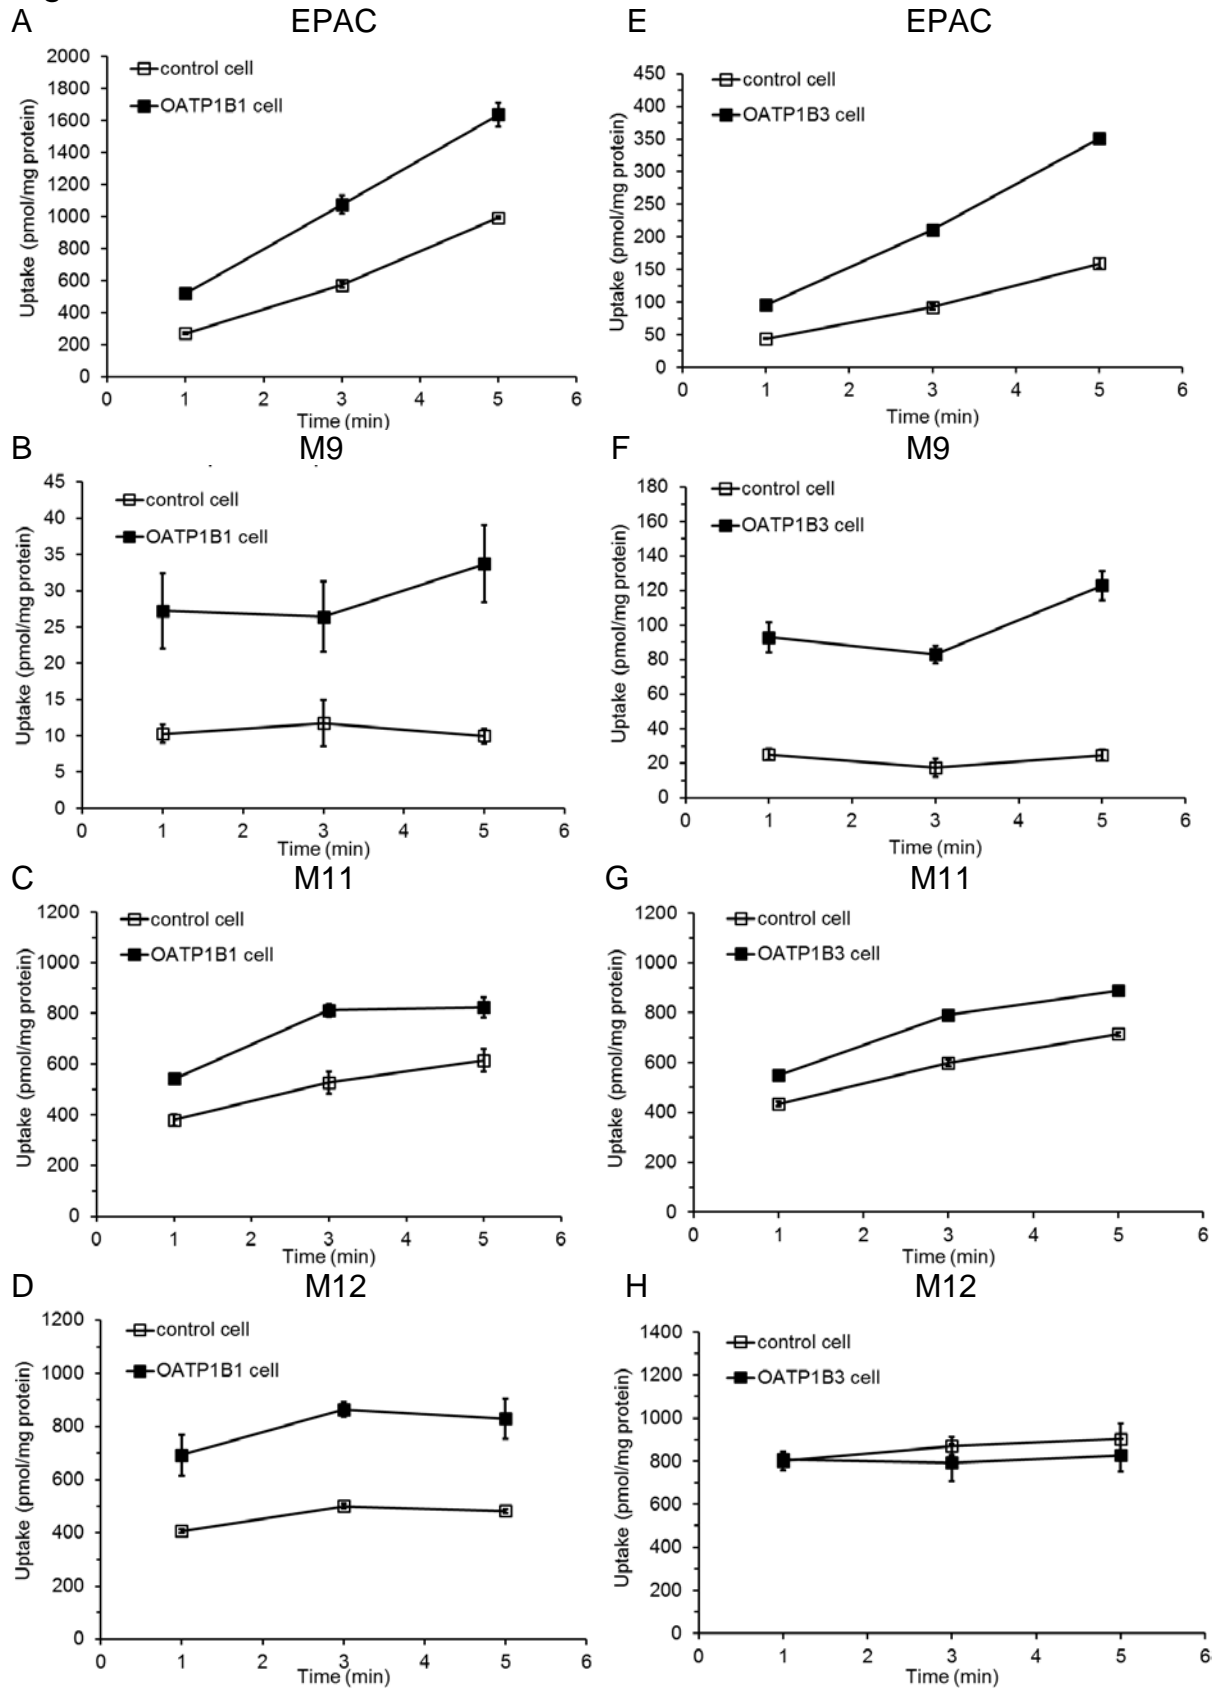 A EPAC
control cell
OATP1B1 cell
Uptake (pmol/mg protein)
2000
1800
1600
1400
1200
1000
800
600
400
200
0
0 1 2 3 4 5 6
Time (min)
E EPAC
control cell
OATP1B3 cell
Uptake (pmol/mg protein)
450
400
350
300
250
200
150
100
50
0
0 1 2 3 4 5 6
Time (min)
B M9
control cell
OATP1B1 cell
Uptake (pmol/mg protein)
45
40
35
30
25
20
15
10
5
0
0 1 2 3 4 5 6
Time (min)
F M9
control cell
OATP1B3 cell
Uptake (pmol/mg protein)
180
160
140
120
100
80
60
40
20
0
0 1 2 3 4 5 6
Time (min)
C M11
control cell
OATP1B1 cell
Uptake (pmol/mg protein)
1200
1000
800
600
400
200
0
0 1 2 3 4 5 6
Time (min)
G M11
control cell
OATP1B3 cell
Uptake (pmol/mg protein)
1200
1000
800
600
400
200
0
0 1 2 3 4 5 6
Time (min)
D M12
control cell
OATP1B1 cell
Uptake (pmol/mg protein)
1200
1000
800
600
400
200
0
0 1 2 3 4 5 6
Time (min)
H M12
control cell
OATP1B3 cell
Uptake (pmol/mg protein)
1400
1200
1000
800
600
400
200
0
0 1 2 3 4 5 6
Time (min)